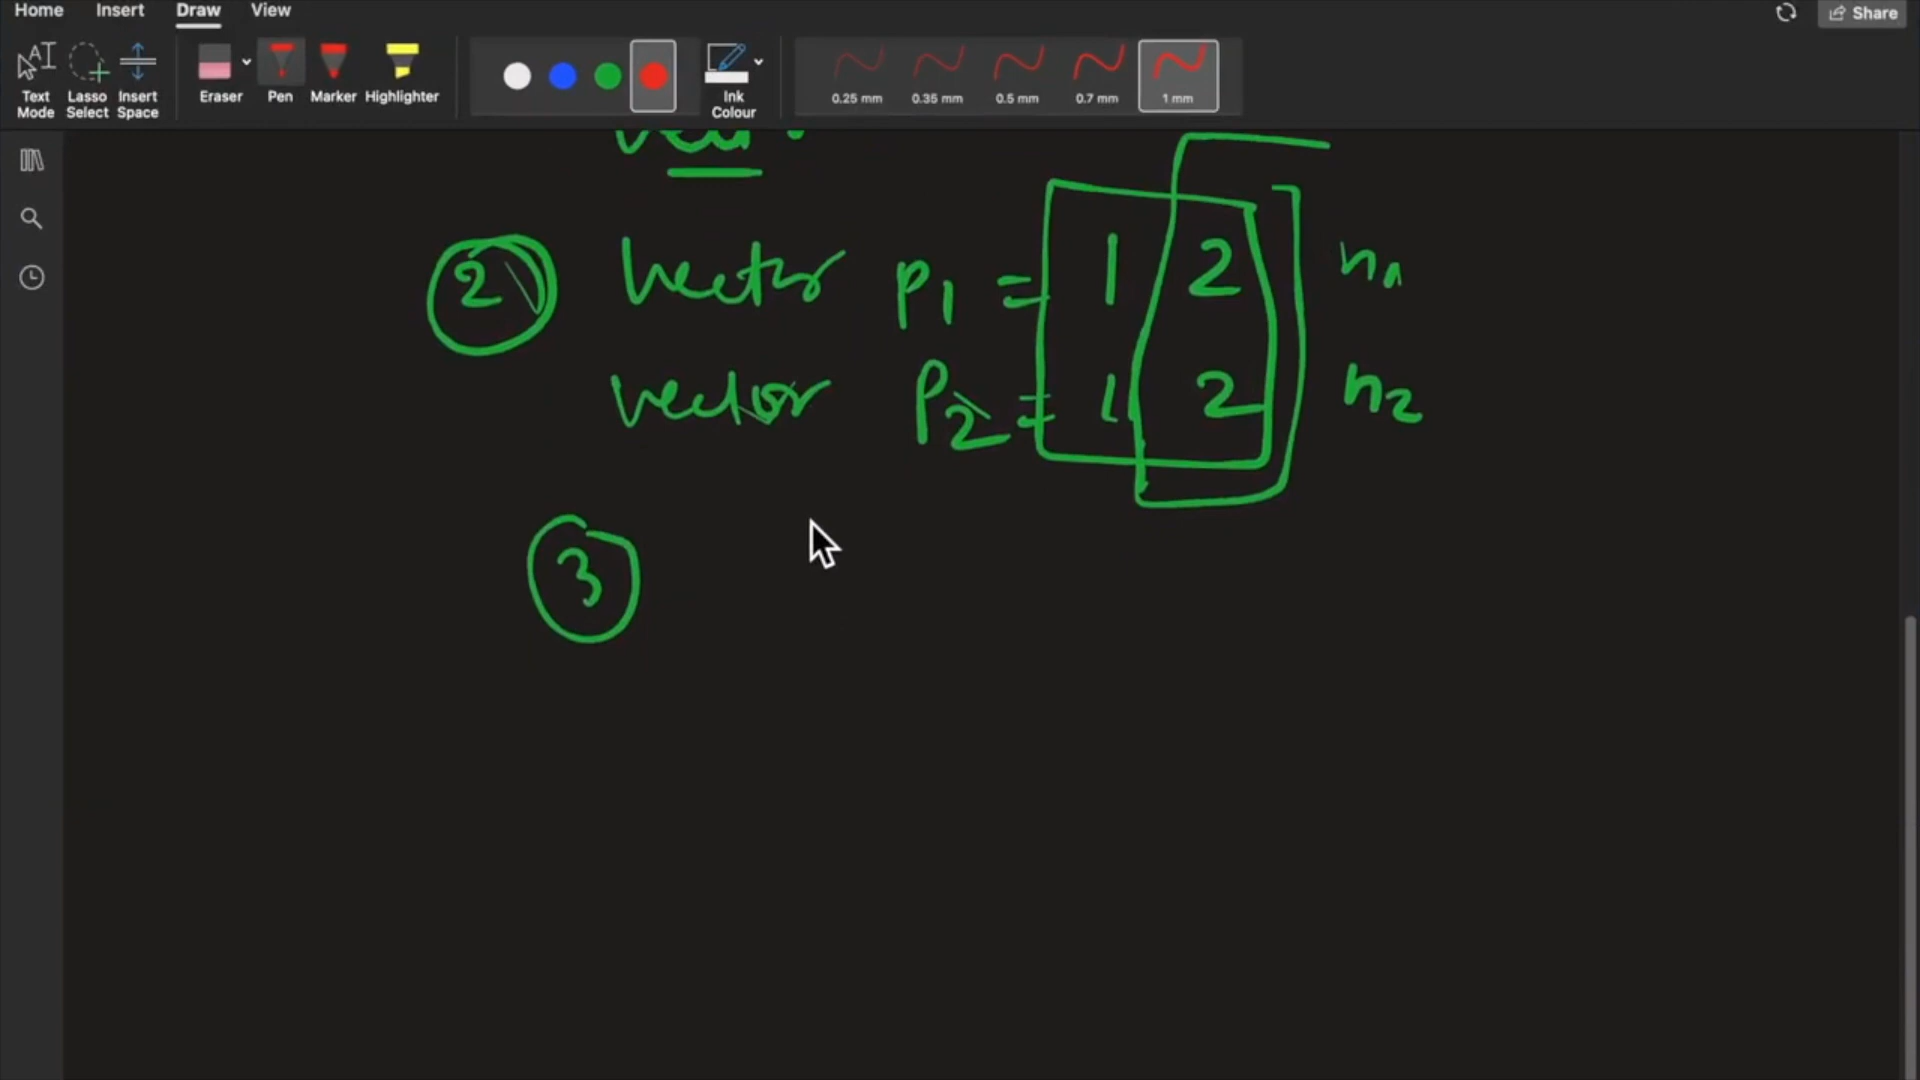 Home Insert Draw View
Share
Text Mode
Lasso Select
Insert Space
Eraser
Pen
Marker
Highlighter
Ink Colour
0.25 mm
0.35 mm
0.5 mm
0.7 mm
1 mm
2 vector P1 = 1 2 n1
vector P2 = 1 2 n2
3